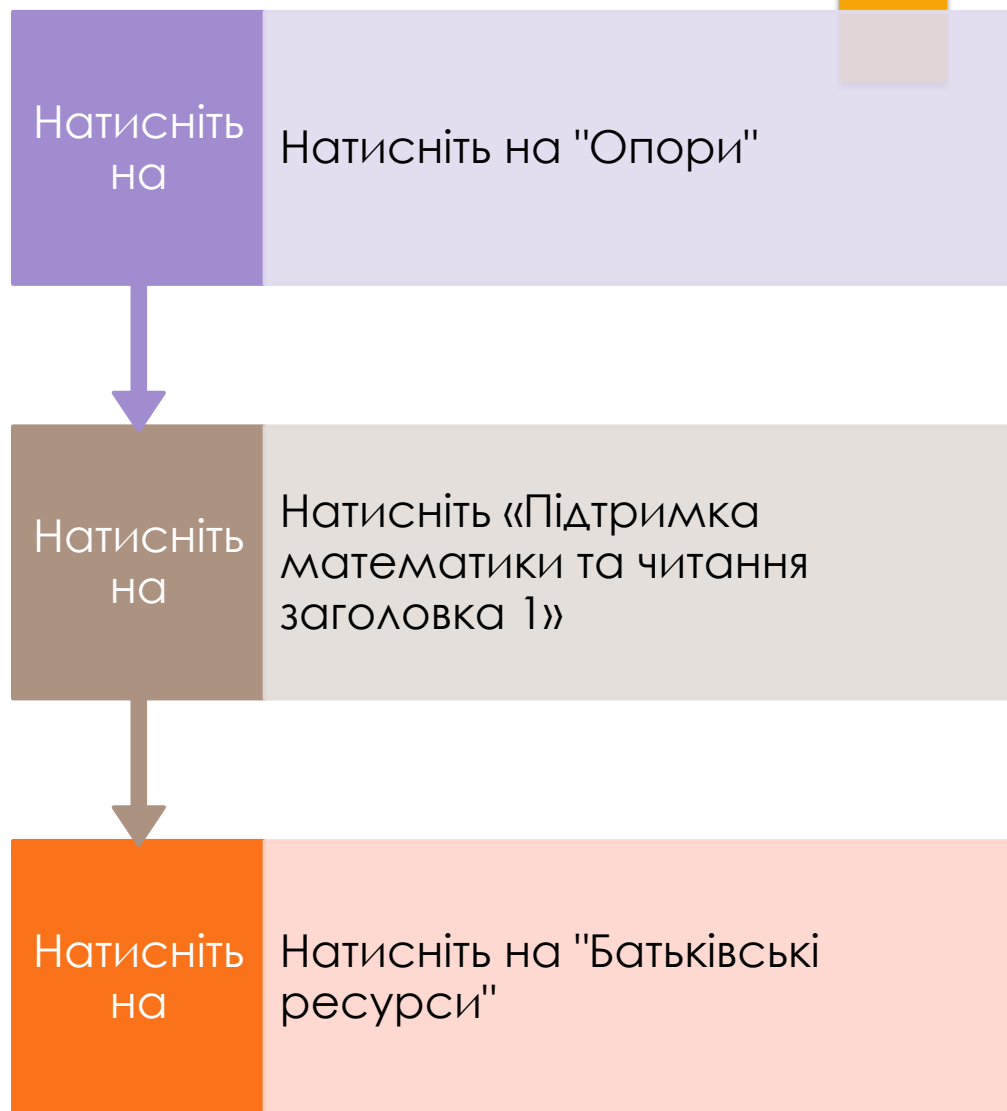 Натисніть
на
Натисніть на "Опори"
Натисніть
на
Натисніть «Підтримка
математики та читання
заголовка 1»
Натисніть
на
Натисніть на "Батьківські
ресурси"